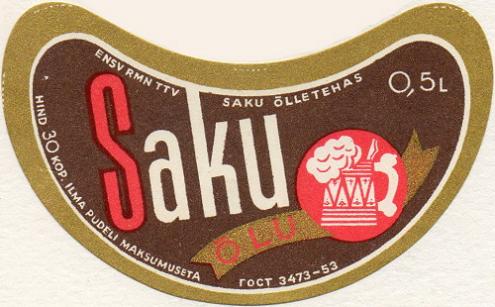 ENSV RMN TTV
SAKU ÕLLETEHAS
0,5L
Saku
ÕLU
HIND 30 KOP. ILMA PUDELI MAKSUMUSETA
ГОСТ 3473-53